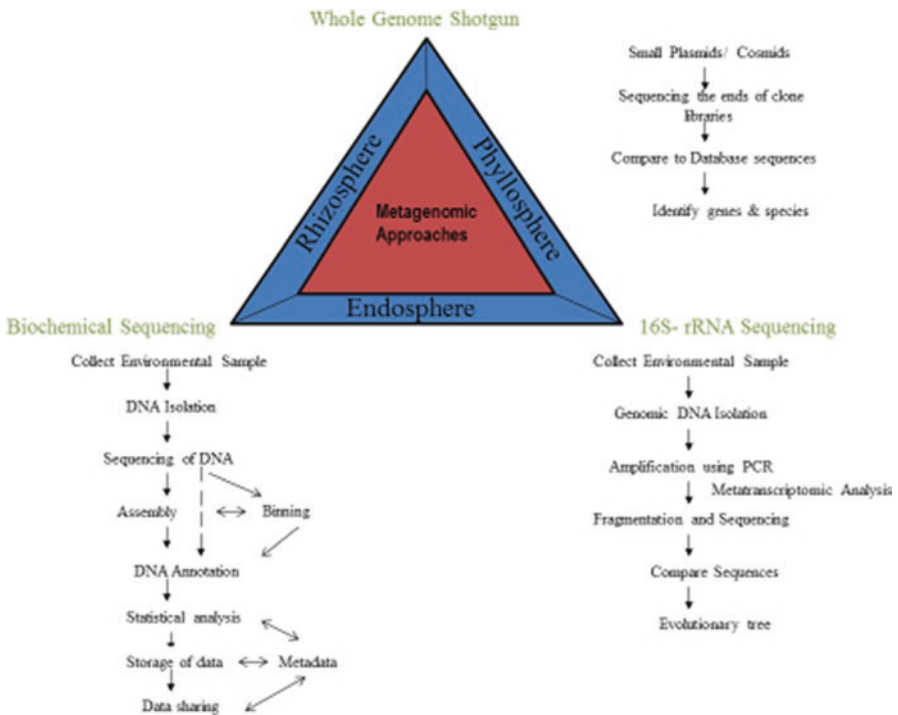 Whole Genome Shotgun
Small Plasmids/ Cosmids
Sequencing the ends of clone
libraries
Compare to Database sequences
Identify genes & species
Rhizosphere
Phyllosphere
Metagenomic
Approaches
Endosphere
Biochemical Sequencing
Collect Environmental Sample
DNA Isolation
Sequencing of DNA
Assembly
Binning
DNA Annotation
Statistical analysis
Storage of data
Metadata
Data sharing
16S- rRNA Sequencing
Collect Environmental Sample
Genomic DNA Isolation
Amplification using PCR
Metatranscriptomic Analysis
Fragmentation and Sequencing
Compare Sequences
Evolutionary tree